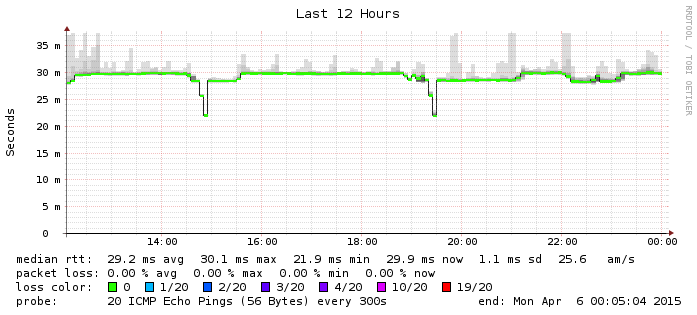 Last 12 Hours
RRDTOOL / TOBI OETIKER
Seconds
35 m
30 m
25 m
20 m
15 m
10 m
5 m
0
14:00 16:00 18:00 20:00 22:00 00:00
median rtt: 29.2 ms avg 30.1 ms max 21.9 ms min 29.9 ms now 1.1 ms sd 25.6 am/s
packet loss: 0.00 % avg 0.00 % max 0.00 % min 0.00 % now
loss color: 0 1/20 2/20 3/20 4/20 10/20 19/20
probe: 20 ICMP Echo Pings (56 Bytes) every 300s end: Mon Apr 6 00:05:04 2015